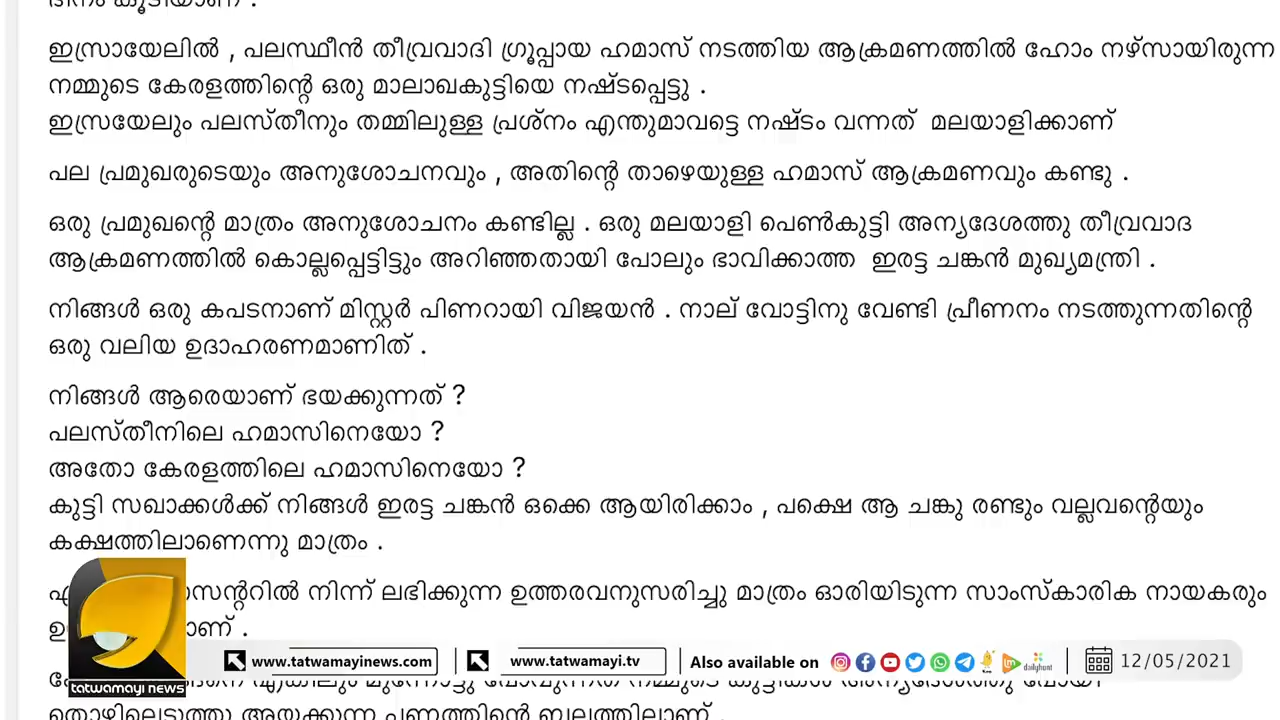 ദിനം കൂടിയാണ് .
ഇസ്രായേലിൽ , പലസ്ഥീൻ തീവ്രവാദി ഗ്രൂപ്പായ ഹമാസ് നടത്തിയ ആക്രമണത്തിൽ ഹോം നഴ്സായിരുന്ന
നമ്മുടെ കേരളത്തിന്റെ ഒരു മാലാഖകുട്ടിയെ നഷ്ടപ്പെട്ടു .
ഇസ്രയേലും പലസ്തീനും തമ്മിലുള്ള പ്രശ്നം എന്തുമാവട്ടെ നഷ്ടം വന്നത് മലയാളിക്കാണ്
പല പ്രമുഖരുടെയും അനുശോചനവും , അതിന്റെ താഴെയുള്ള ഹമാസ് ആക്രമണവും കണ്ടു .
ഒരു പ്രമുഖന്റെ മാത്രം അനുശോചനം കണ്ടില്ല . ഒരു മലയാളി പെൺകുട്ടി അന്യദേശത്തു തീവ്രവാദ
ആക്രമണത്തിൽ കൊല്ലപ്പെട്ടിട്ടും അറിഞ്ഞതായി പോലും ഭാവിക്കാത്ത ഇരട്ട ചങ്കൻ മുഖ്യമന്ത്രി .
നിങ്ങൾ ഒരു കപടനാണ് മിസ്റ്റർ പിണറായി വിജയൻ . നാല് വോട്ടിനു വേണ്ടി പ്രീണനം നടത്തുന്നതിന്റെ
ഒരു വലിയ ഉദാഹരണമാണിത് .
നിങ്ങൾ ആരെയാണ് ഭയക്കുന്നത് ?
പലസ്തീനിലെ ഹമാസിനെയോ ?
അതോ കേരളത്തിലെ ഹമാസിനെയോ ?
കുട്ടി സഖാക്കൾക്ക് നിങ്ങൾ ഇരട്ട ചങ്കൻ ഒക്കെ ആയിരിക്കാം , പക്ഷെ ആ ചങ്കു രണ്ടും വല്ലവന്റെയും
കക്ഷത്തിലാണെന്നു മാത്രം .
നിന്ന് ലഭിക്കുന്ന ഉത്തരവനുസരിച്ചു മാത്രം ഓരിയിടുന്ന സാംസ്കാരിക നായകരും
tatwamayi news
www.tatwamayinews.com www.tatwamayi.tv Also available on dailyhunt 12/05/2021
തൊഴിലെടുത്തു അയക്കുന്ന പണത്തിന്റെ ബലത്തിലാണ് .